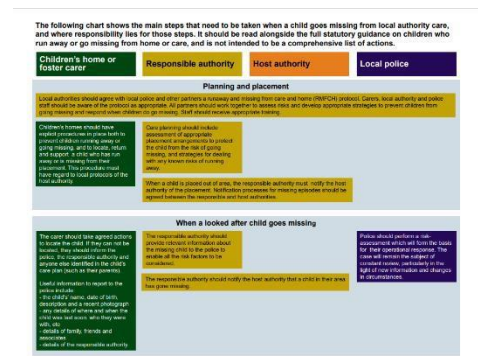 The following chart shows the main steps that need to be taken when a child goes missing from local authority care,
and where responsibility lies for those steps. It should be read alongside the full statutory guidance on children who
run away or go missing from home or care, and is not intended to be a comprehensive list of actions.
Children's home or
foster carer
Responsible authority
Host authority
Local police
Planning and placement
Local authorities should agree with local police and other partners a runaway and missing from care and home (RMFCH) protocol. Carers, local authority and police
staff should be aware of the protocol as appropriate. All partners should work together to assess risks and develop appropriate strategies to prevent children from
going missing and respond when children do go missing. Staff should receive appropriate training.
Children's homes should have
explicit procedures in place both to
prevent children running away or
going missing, and to locate, return
and support a child who has run
away or is missing from their
placement. This procedure must
have regard to local protocols of the
host authority.
Care planning should include
assessment of appropriate
placement arrangements to protect
the child from the risk of going
missing, and strategies for dealing
with any known risks of running
away.
When a child is placed out of area, the responsible authority must notify the host
authority of the placement. Notification processes for missing episodes should be
agreed between the responsible and host authorities.
When a looked after child goes missing
The carer should take agreed actions
to locate the child. If they can not be
located, they should inform the
police, the responsible authority and
anyone else identified in the child's
care plan (such as their parents).
Useful information to report to the
police include:
- the child's name, date of birth,
description and a recent photograph
- any details of where and when the
child was last seen, who they were
with, etc
- details of family, friends and
associates
- details of the responsible authority.
The responsible authority should
provide relevant information about
the missing child to the police to
enable all the risk factors to be
considered.
The responsible authority should notify the host authority that a child in their area
has gone missing.
Police should perform a risk-
assessment which will form the basis
for their operational response. The
case will remain the subject of
constant review, particularly in the
light of new information and changes
in circumstances.